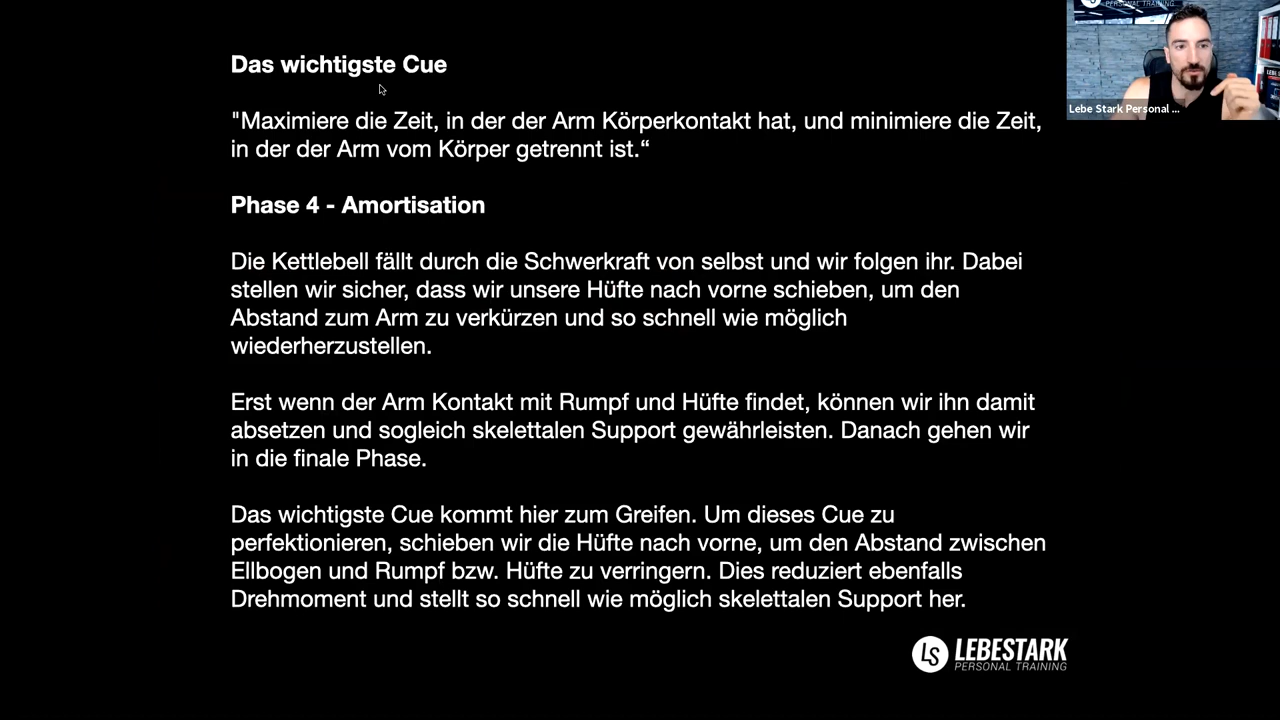 Das wichtigste Cue
"Maximiere die Zeit, in der der Arm Körperkontakt hat, und minimiere die Zeit,
in der der Arm vom Körper getrennt ist.“
Phase 4 - Amortisation
Die Kettlebell fällt durch die Schwerkraft von selbst und wir folgen ihr. Dabei
stellen wir sicher, dass wir unsere Hüfte nach vorne schieben, um den
Abstand zum Arm zu verkürzen und so schnell wie möglich
wiederherzustellen.
Erst wenn der Arm Kontakt mit Rumpf und Hüfte findet, können wir ihn damit
absetzen und sogleich skelettalen Support gewährleisten. Danach gehen wir
in die finale Phase.
Das wichtigste Cue kommt hier zum Greifen. Um dieses Cue zu
perfektionieren, schieben wir die Hüfte nach vorne, um den Abstand zwischen
Ellbogen und Rumpf bzw. Hüfte zu verringern. Dies reduziert ebenfalls
Drehmoment und stellt so schnell wie möglich skelettalen Support her.
LS LEBESTARK
PERSONAL TRAINING
PERSONAL TRAINING
Lebe Stark Personal ...